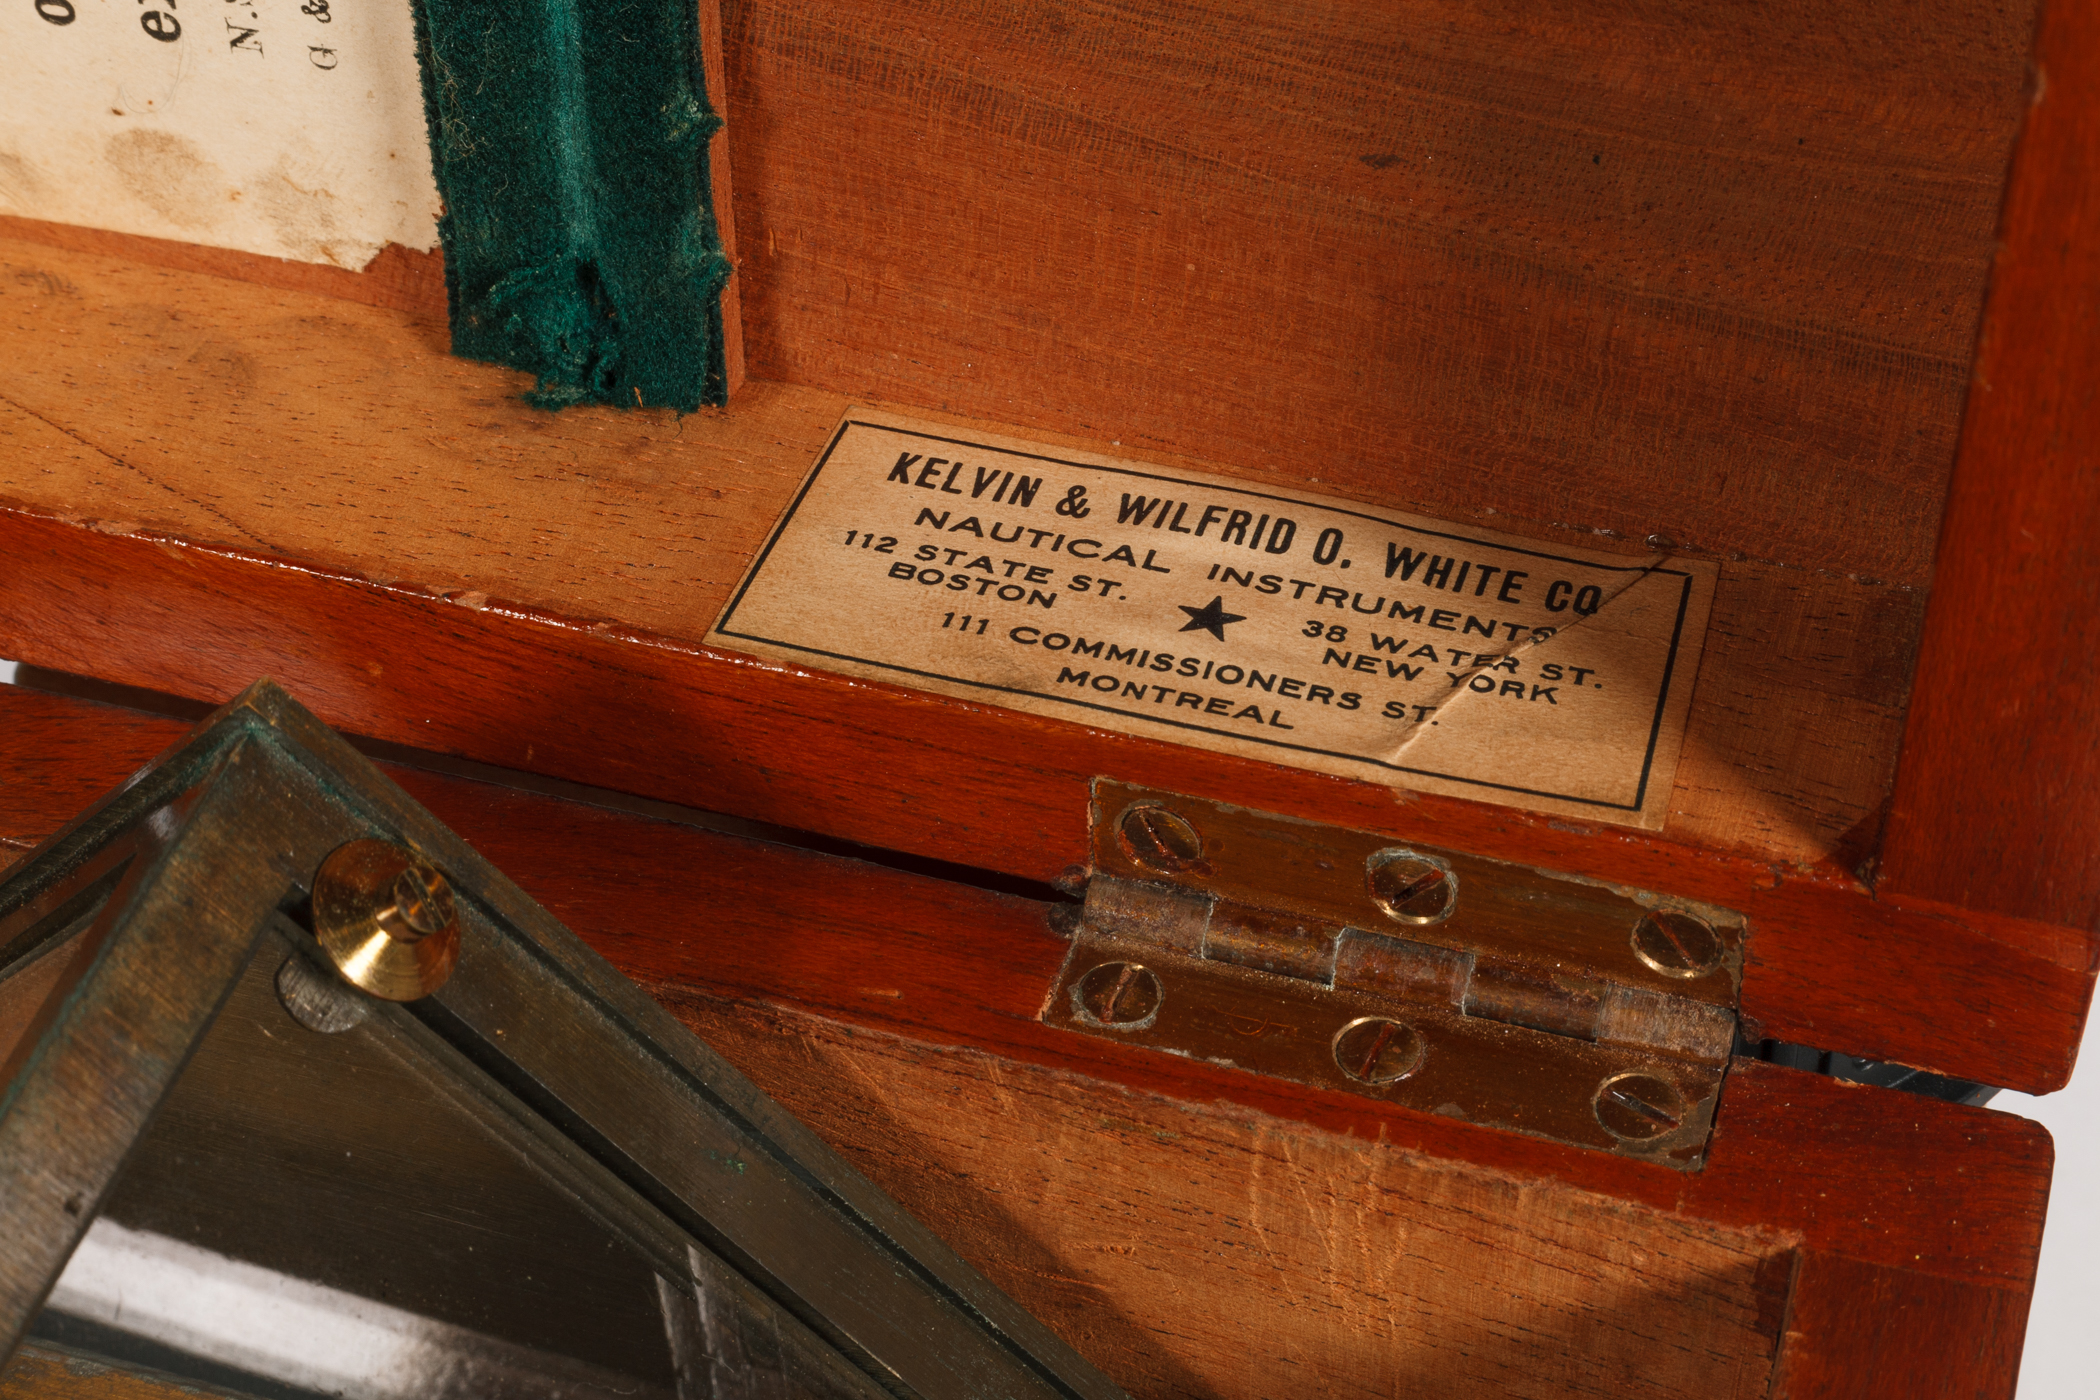 KELVIN & WILFRID O. WHITE CO
NAUTICAL INSTRUMENTS
112 STATE ST.
BOSTON
★
38 WATER ST.
NEW YORK
111 COMMISSIONERS ST.
MONTREAL
G &